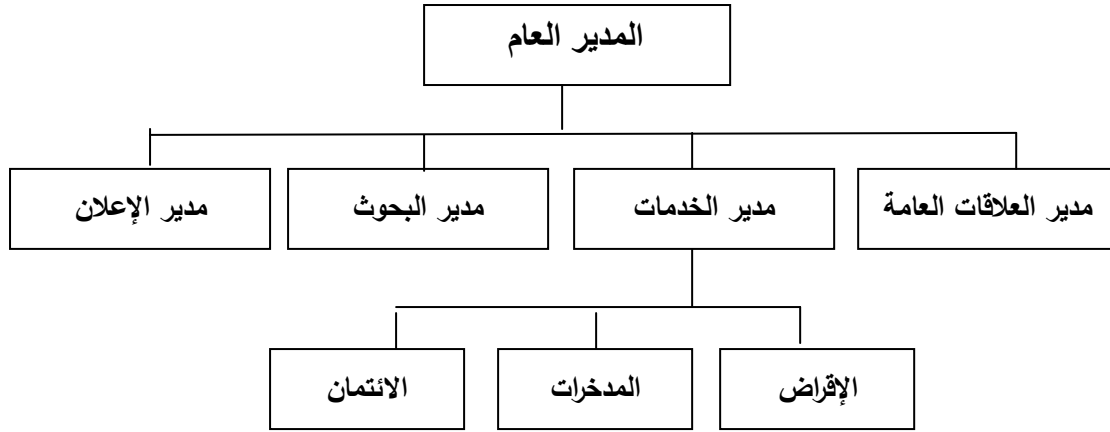 المدير العام
مدير العلاقات العامة
مدير الخدمات
مدير البحوث
مدير الإعلان
الإقراض
المدخرات
الائتمان